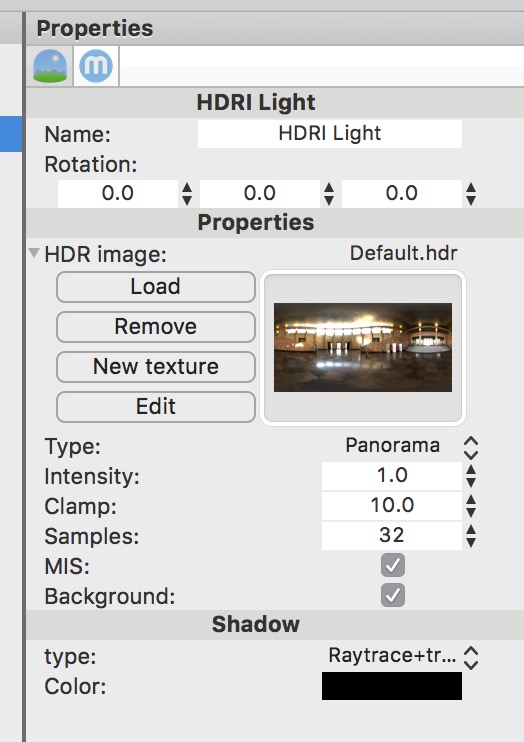 Properties
m
HDRI Light
Name: HDRI Light
Rotation:
0.0 0.0 0.0
Properties
HDR image: Default.hdr
Load
Remove
New texture
Edit
Type: Panorama
Intensity: 1.0
Clamp: 10.0
Samples: 32
MIS:
Background:
Shadow
type: Raytrace+tr...
Color: